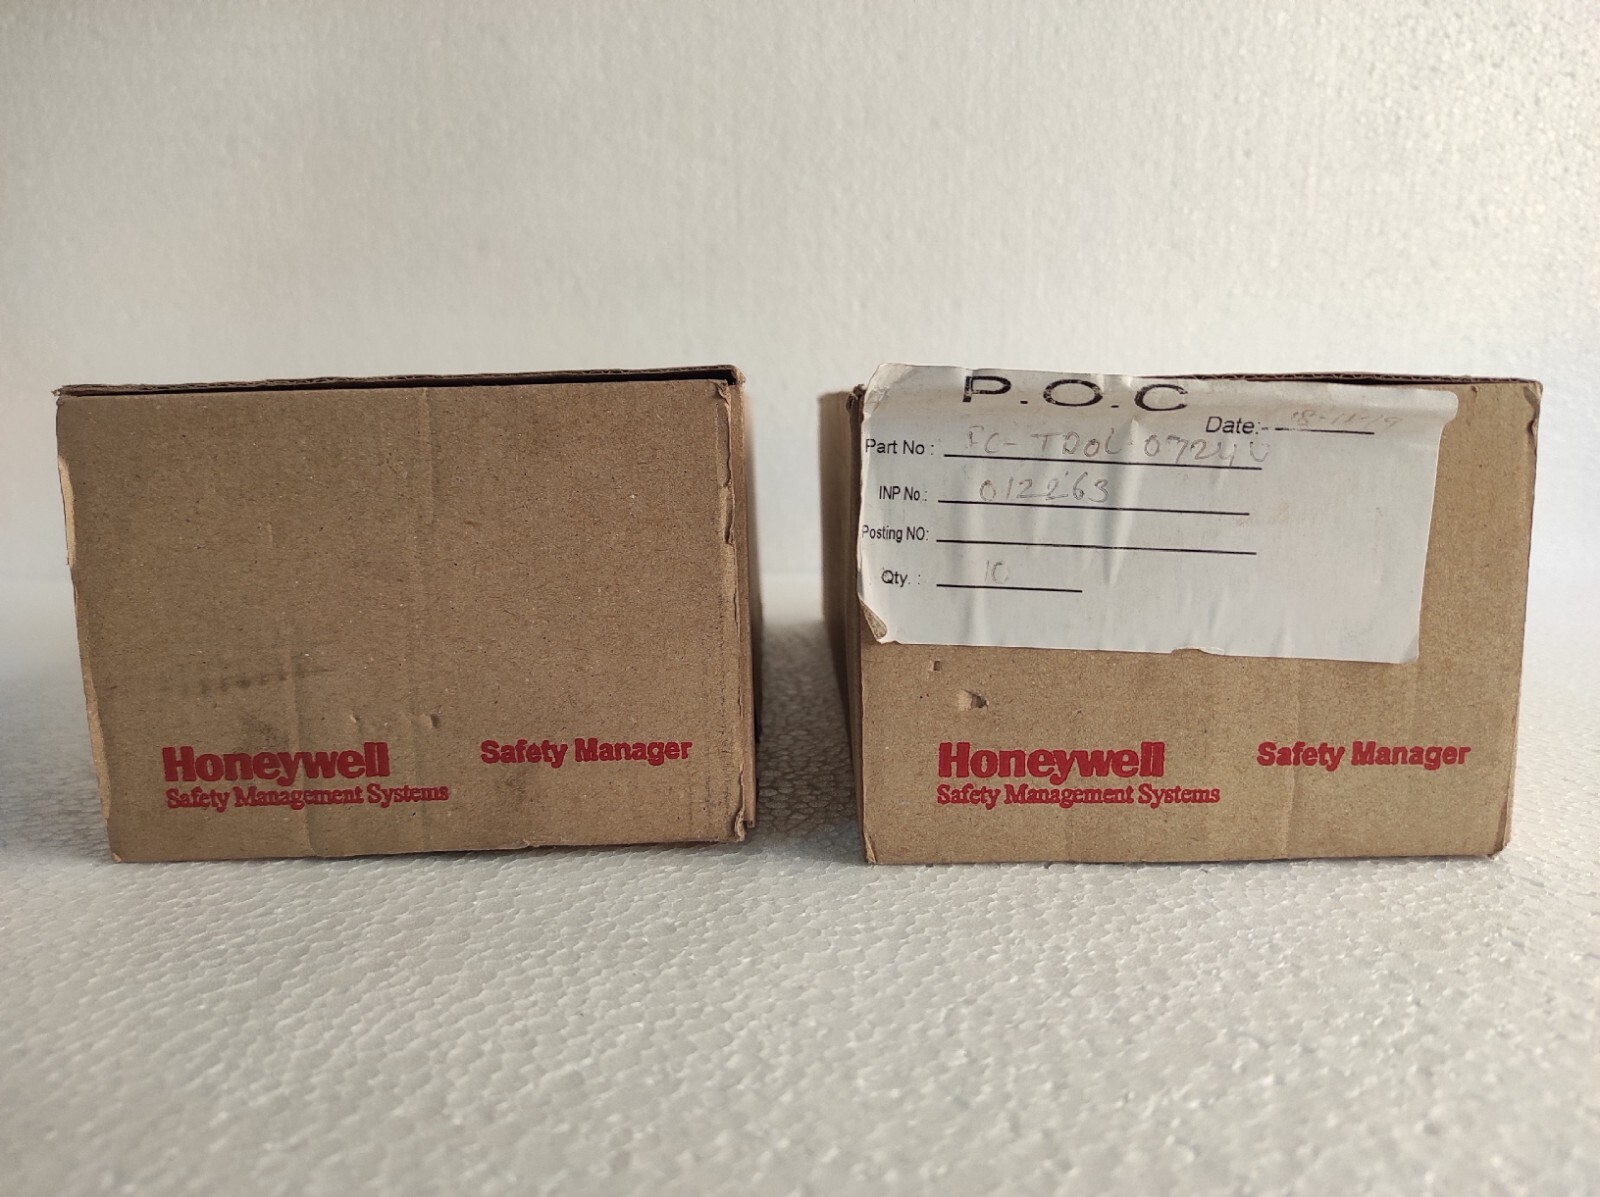 Honeywell Safety Manager
Safety Management Systems
P.O.C
Date:-
Part No : FC-TDOL-0724U
INP No.: 012263
Posting NO:
Qty. : 10
Honeywell Safety Manager
Safety Management Systems